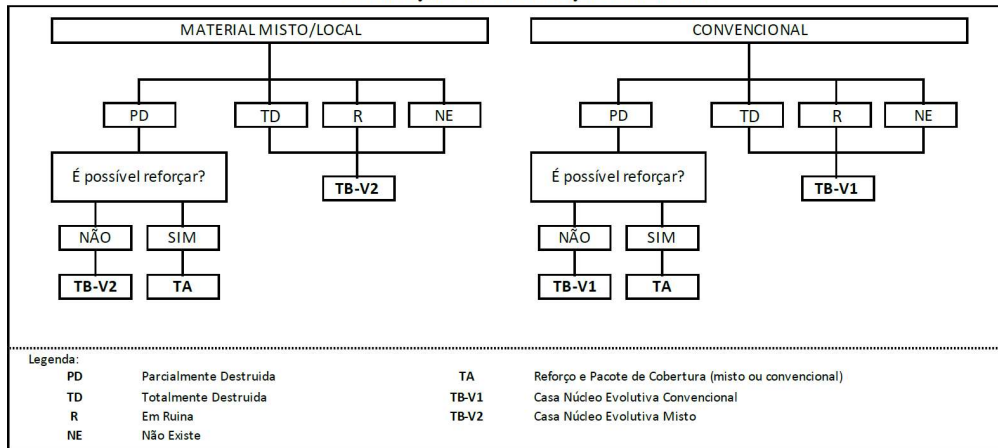 MATERIAL MISTO/LOCAL
PD TD R NE
É possível reforçar?
TB-V2
NÃO SIM
TB-V2 TA
CONVENCIONAL
PD TD R NE
É possível reforçar?
TB-V1
NÃO SIM
TB-V1 TA
Legenda:
PD Parcialmente Destruida
TD Totalmente Destruida
R Em Ruina
NE Não Existe
TA Reforço e Pacote de Cobertura (misto ou convencional)
TB-V1 Casa Núcleo Evolutiva Convencional
TB-V2 Casa Núcleo Evolutiva Misto